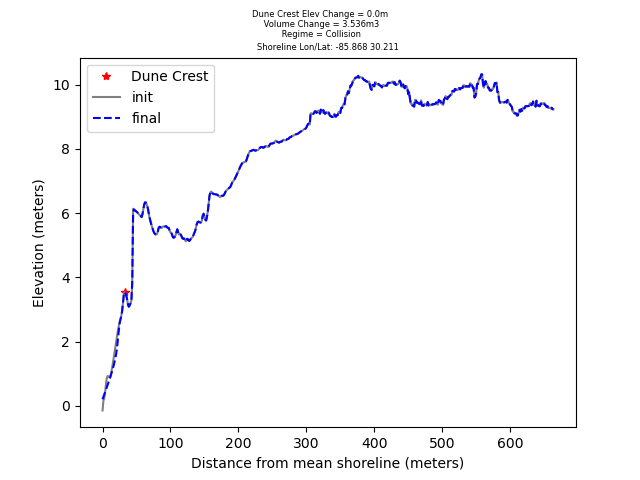 Dune Crest Elev Change = 0.0m
Volume Change = 3.536m3
Regime = Collision
Shoreline Lon/Lat: -85.868 30.211
Dune Crest
init
final
10
8
6
4
2
0
Elevation (meters)
0 100 200 300 400 500 600
Distance from mean shoreline (meters)